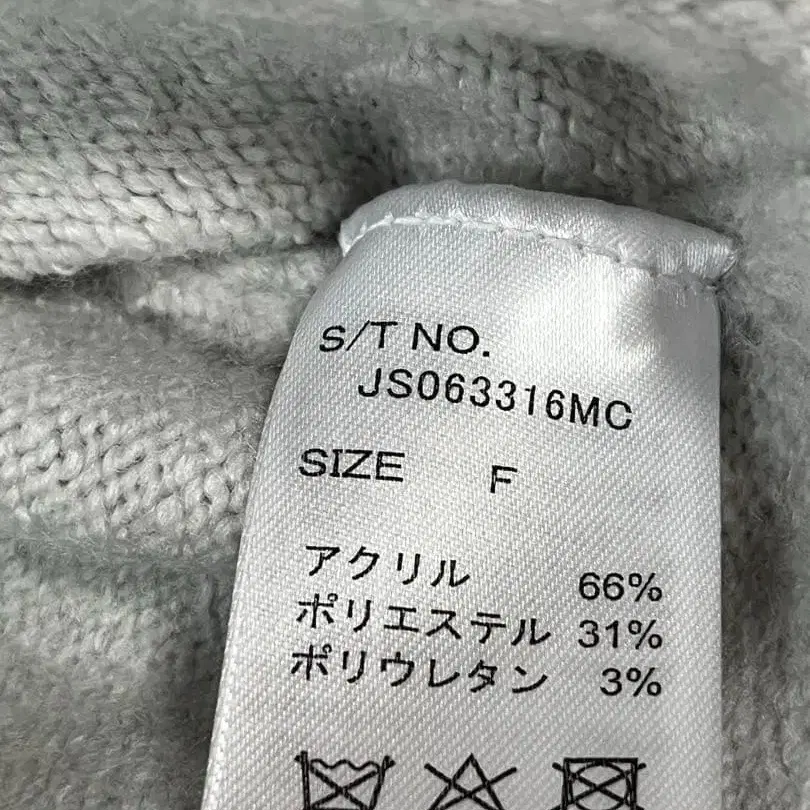 S/T NO.
JS063316MC
SIZE F
アクリル 66%
ポリエステル 31%
ポリウレタン 3%